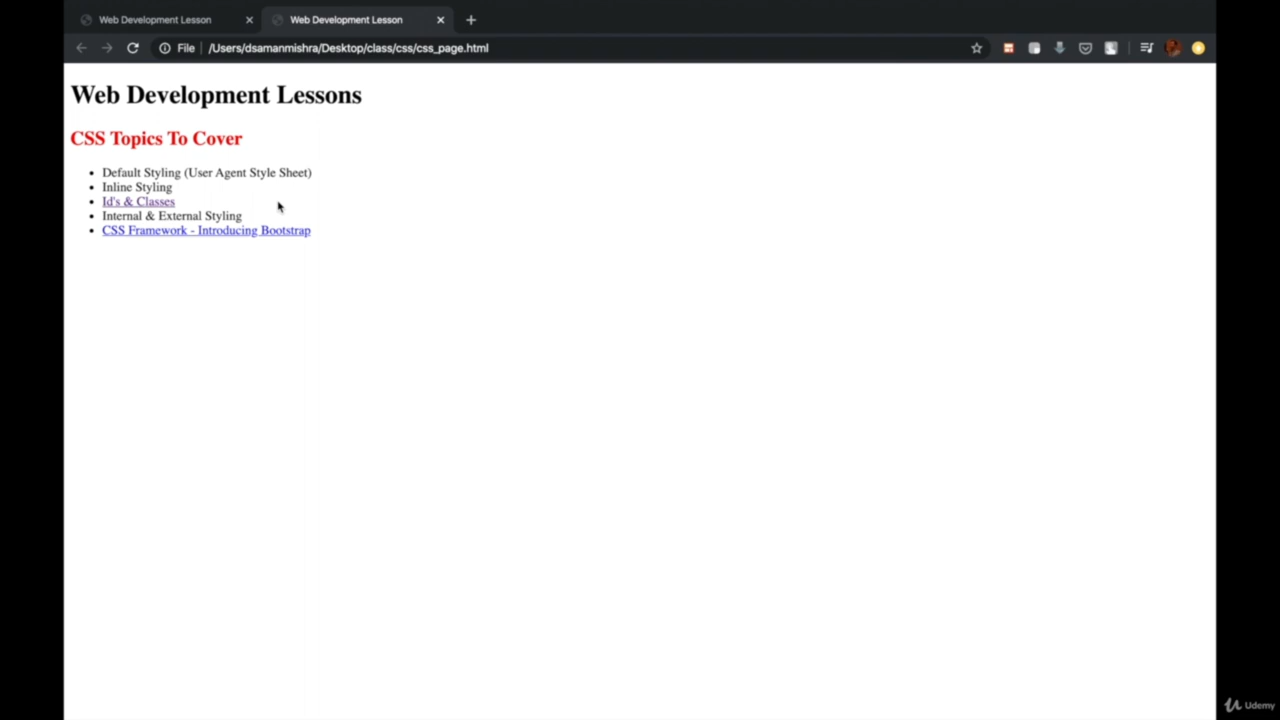 Web Development Lesson
Web Development Lesson
File
/Users/dsamanmishra/Desktop/class/css/css_page.html
Web Development Lessons
CSS Topics To Cover
Default Styling (User Agent Style Sheet)
Inline Styling
Id's & Classes
Internal & External Styling
CSS Framework - Introducing Bootstrap
Udemy